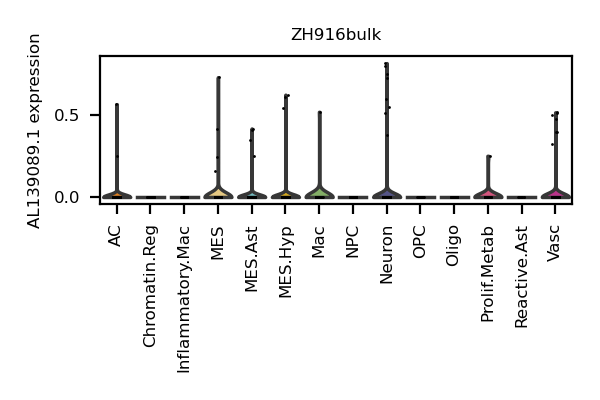 ZH916bulk
AL139089.1 expression
0.5
0.0
AC
Chromatin.Reg
Inflammatory.Mac
MES
MES.Ast
MES.Hyp
Mac
NPC
Neuron
OPC
Oligo
Prolif.Metab
Reactive.Ast
Vasc